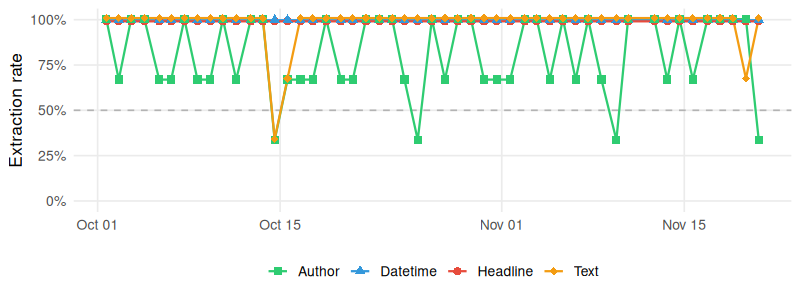 Extraction rate
100%
75%
50%
25%
0%
Oct 01 Oct 15 Nov 01 Nov 15
Author Datetime Headline Text